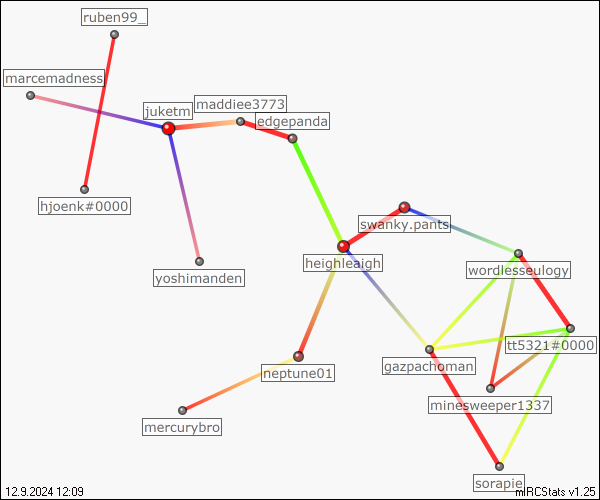 ruben99_
marcemadness
maddiee3773
juketm
edgepanda
hjoenk#0000
swanky.pants
heighleaigh
wordlesseulogy
yoshimanden
tt5321#0000
gazpachoman
neptune01
minesweeper1337
mercurybro
sorapie
12.9.2024 12:09
mIRCStats v1.25